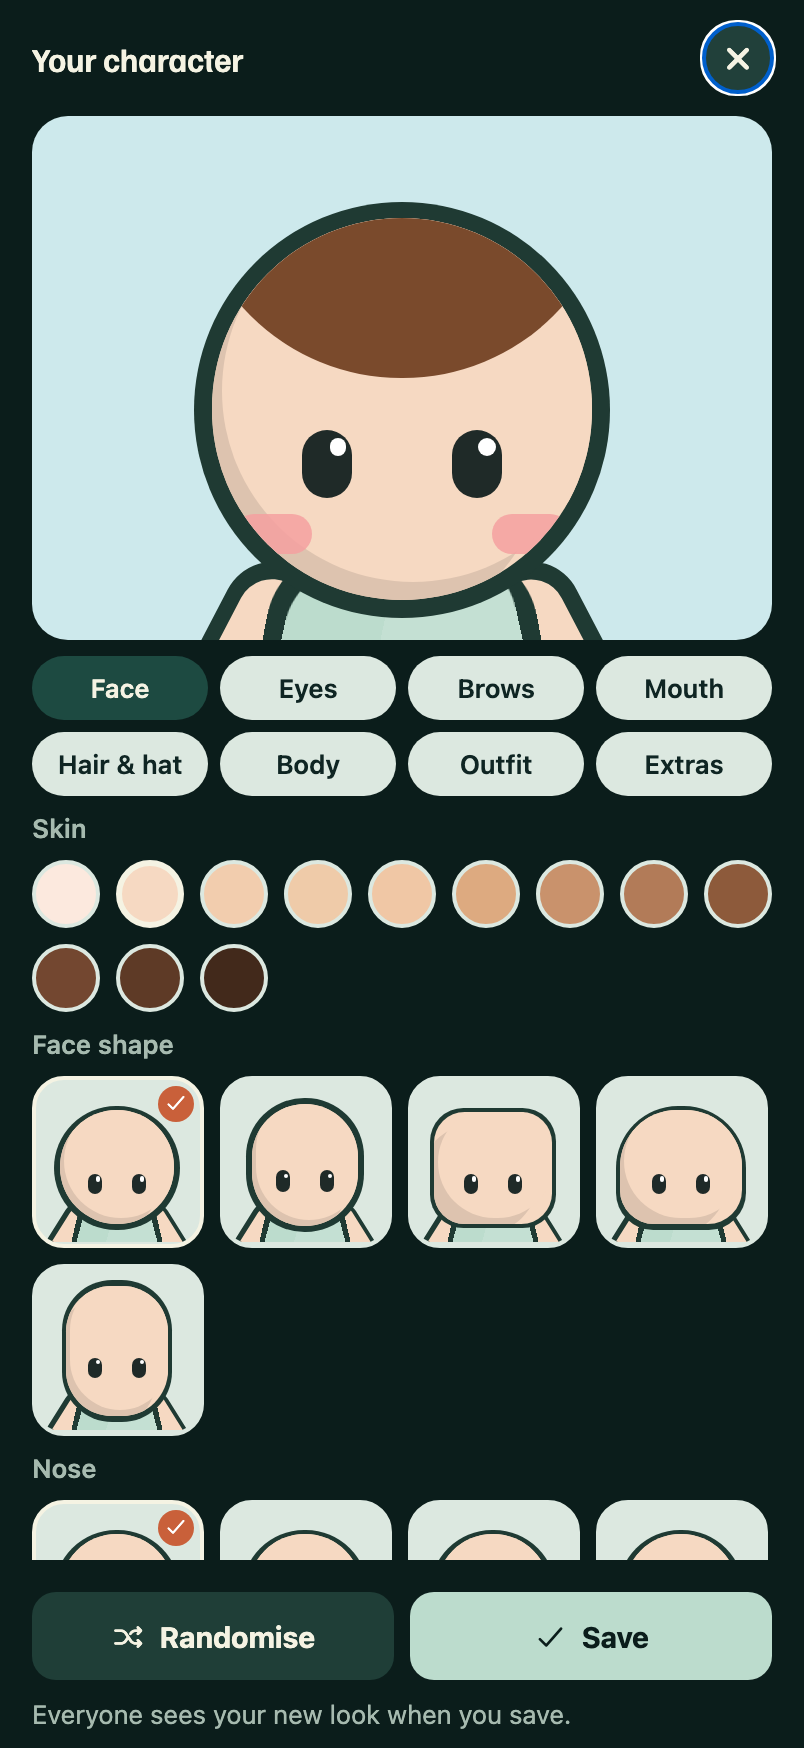 Your character
Face
Eyes
Brows
Mouth
Hair & hat
Body
Outfit
Extras
Skin
Face shape
Nose
Randomise
Save
Everyone sees your new look when you save.